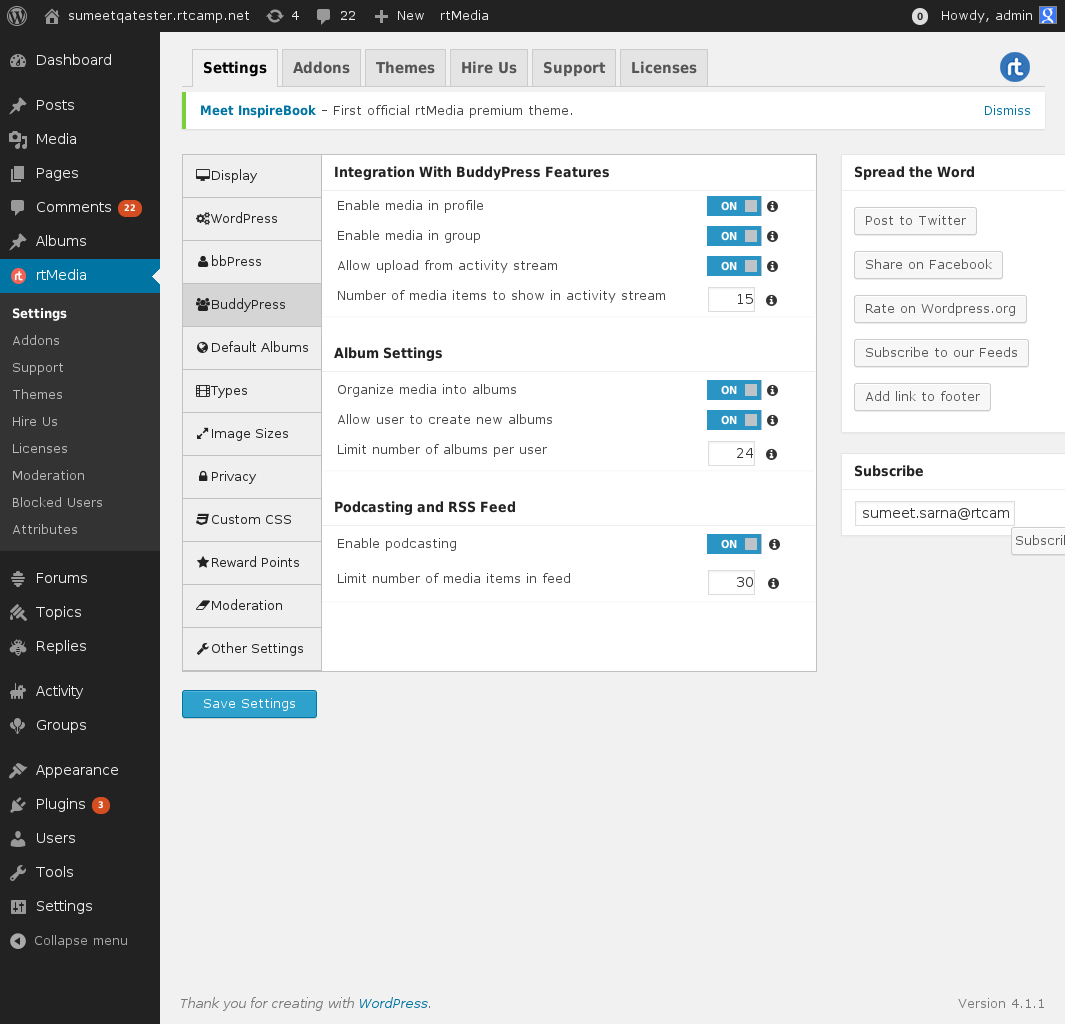 sumeetqatester.rtcamp.net 4 22 New rtMedia 0 Howdy, admin
Dashboard
Posts
Media
Pages
Comments 22
Albums
rtMedia
Settings
Addons
Support
Themes
Hire Us
Licenses
Moderation
Blocked Users
Attributes
Forums
Topics
Replies
Activity
Groups
Appearance
Plugins 3
Users
Tools
Settings
Collapse menu
Settings Addons Themes Hire Us Support Licenses rt
Meet InspireBook – First official rtMedia premium theme. Dismiss
Display
WordPress
bbPress
BuddyPress
Default Albums
Types
Image Sizes
Privacy
Custom CSS
Reward Points
Moderation
Other Settings
Integration With BuddyPress Features
Enable media in profile ON
Enable media in group ON
Allow upload from activity stream ON
Number of media items to show in activity stream 15
Album Settings
Organize media into albums ON
Allow user to create new albums ON
Limit number of albums per user 24
Podcasting and RSS Feed
Enable podcasting ON
Limit number of media items in feed 30
Save Settings
Spread the Word
Post to Twitter
Share on Facebook
Rate on Wordpress.org
Subscribe to our Feeds
Add link to footer
Subscribe
sumeet.sarna@rtcam
Subscri
Thank you for creating with WordPress. Version 4.1.1